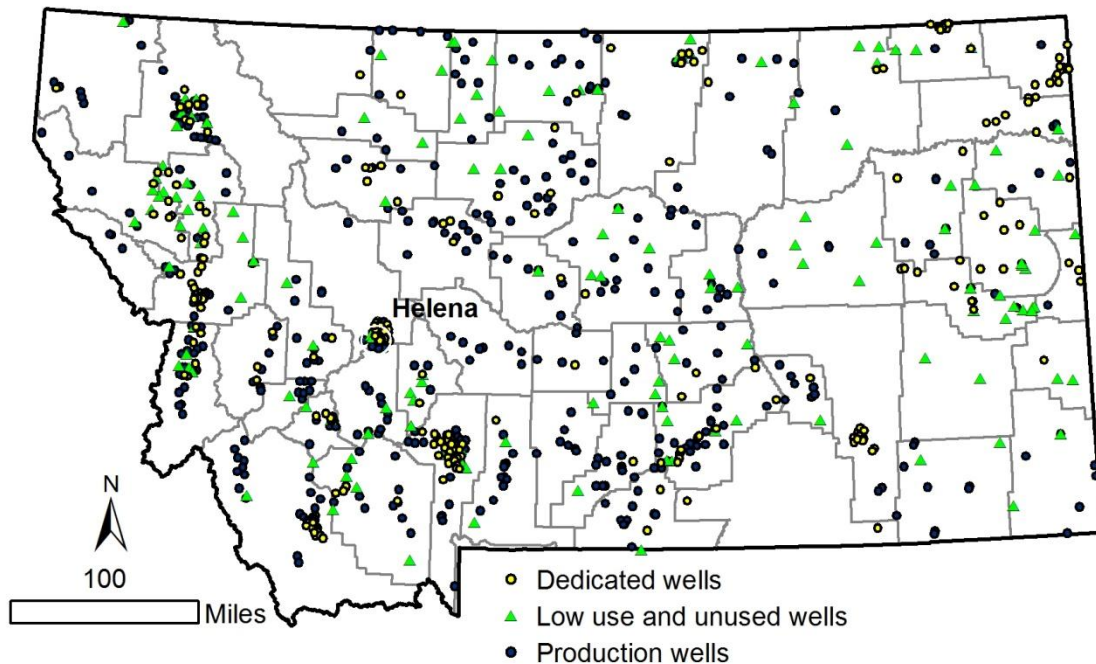 Helena
N
100
Miles
Dedicated wells
Low use and unused wells
Production wells